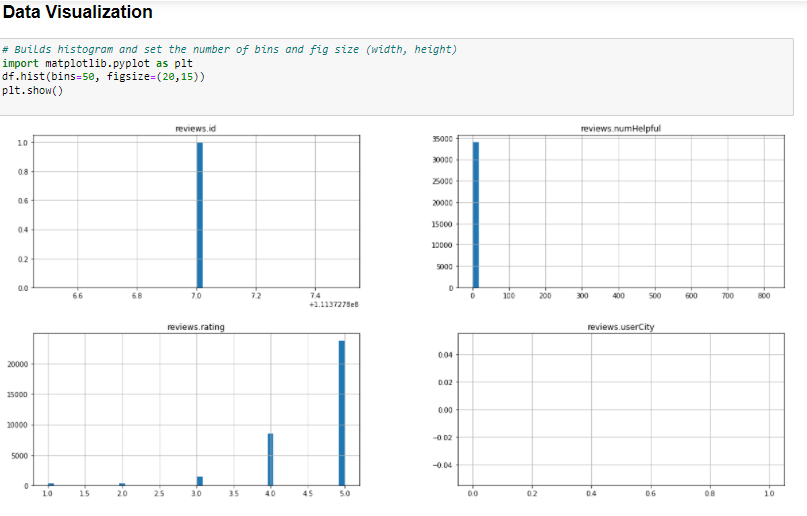 Data Visualization
# Builds histogram and set the number of bins and fig size (width, height)
import matplotlib.pyplot as plt
df.hist(bins=50, figsize=(20,15))
plt.show()
reviews.id
1.0
0.8
0.6
0.4
0.2
0.0
6.6 6.8 7.0 7.2 7.4
+1.1137278e8
reviews.numHelpful
35000
30000
25000
20000
15000
10000
5000
0
0 100 200 300 400 500 600 700 800
reviews.rating
20000
15000
10000
5000
0
1.0 1.5 2.0 2.5 3.0 3.5 4.0 4.5 5.0
reviews.userCity
0.04
0.02
0.00
−0.02
−0.04
0.0 0.2 0.4 0.6 0.8 1.0